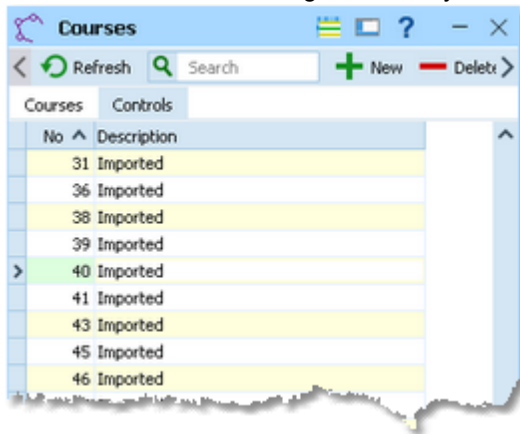 Courses
?
Refresh Search New Delete
Courses Controls
No Description
31 Imported
36 Imported
38 Imported
39 Imported
40 Imported
41 Imported
43 Imported
45 Imported
46 Imported